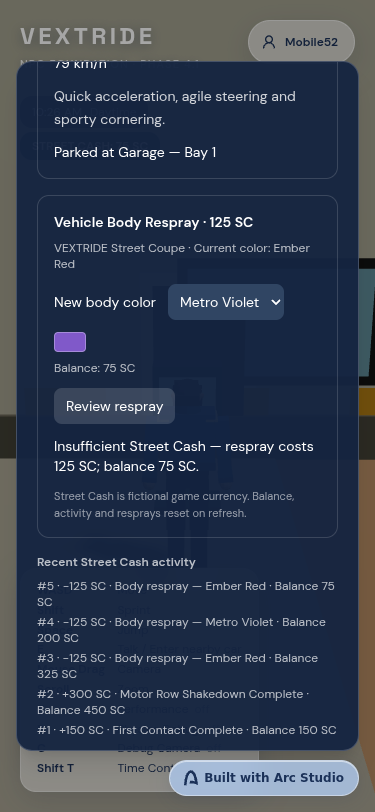 VEXTRIDE
Mobile52
79 km/h
Quick acceleration, agile steering and
sporty cornering.
Parked at Garage — Bay 1
Vehicle Body Respray · 125 SC
VEXTRIDE Street Coupe · Current color: Ember
Red
New body color Metro Violet
Balance: 75 SC
Review respray
Insufficient Street Cash — respray costs
125 SC; balance 75 SC.
Street Cash is fictional game currency. Balance,
activity and resprays reset on refresh.
Recent Street Cash activity
#5 · -125 SC · Body respray — Ember Red · Balance 75
SC
#4 · -125 SC · Body respray — Metro Violet · Balance
200 SC
#3 · -125 SC · Body respray — Ember Red · Balance
325 SC
#2 · +300 SC · Motor Row Shakedown Complete ·
Balance 450 SC
#1 · +150 SC · First Contact Complete · Balance 150 SC
Shift T Time
Built with Arc Studio